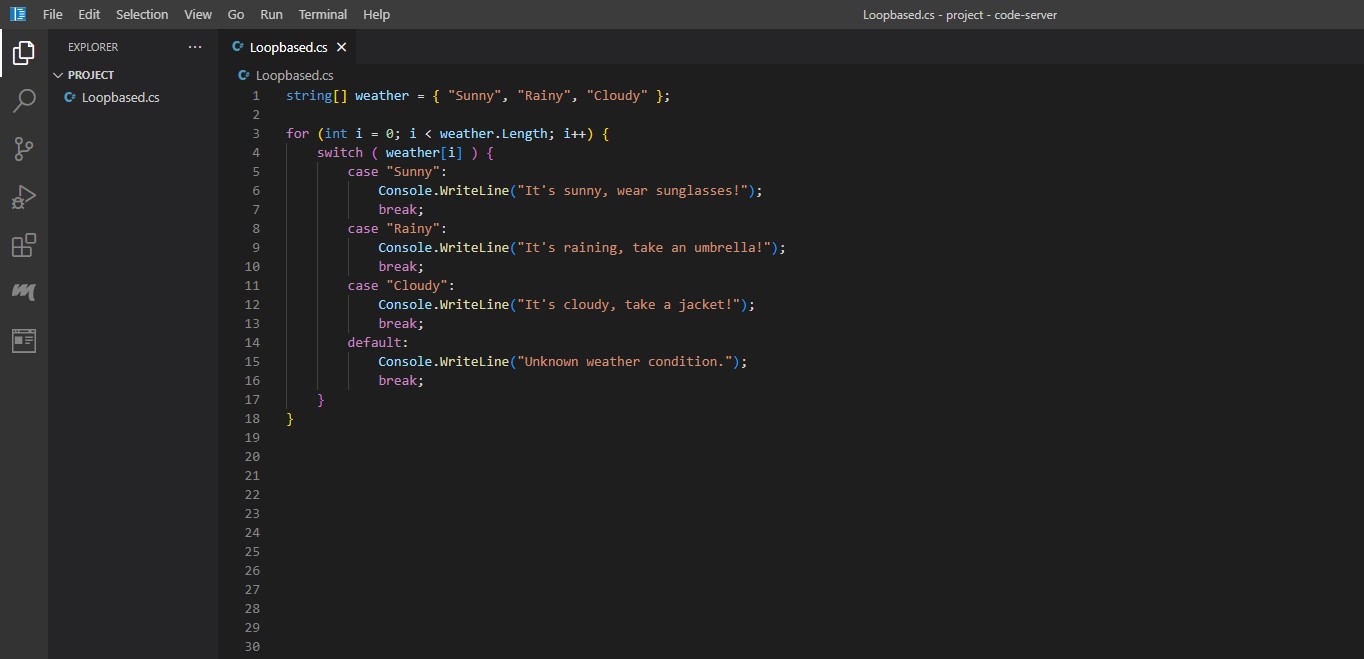 File Edit Selection View Go Run Terminal Help Loopbased.cs - project - code-server
EXPLORER ···
PROJECT
C# Loopbased.cs
C# Loopbased.cs ×
C# Loopbased.cs
1 string[] weather = { "Sunny", "Rainy", "Cloudy" };
2
3 for (int i = 0; i < weather.Length; i++) {
4     switch ( weather[i] ) {
5         case "Sunny":
6             Console.WriteLine("It's sunny, wear sunglasses!");
7             break;
8         case "Rainy":
9             Console.WriteLine("It's raining, take an umbrella!");
10             break;
11         case "Cloudy":
12             Console.WriteLine("It's cloudy, take a jacket!");
13             break;
14         default:
15             Console.WriteLine("Unknown weather condition.");
16             break;
17     }
18 }
19
20
21
22
23
24
25
26
27
28
29
30